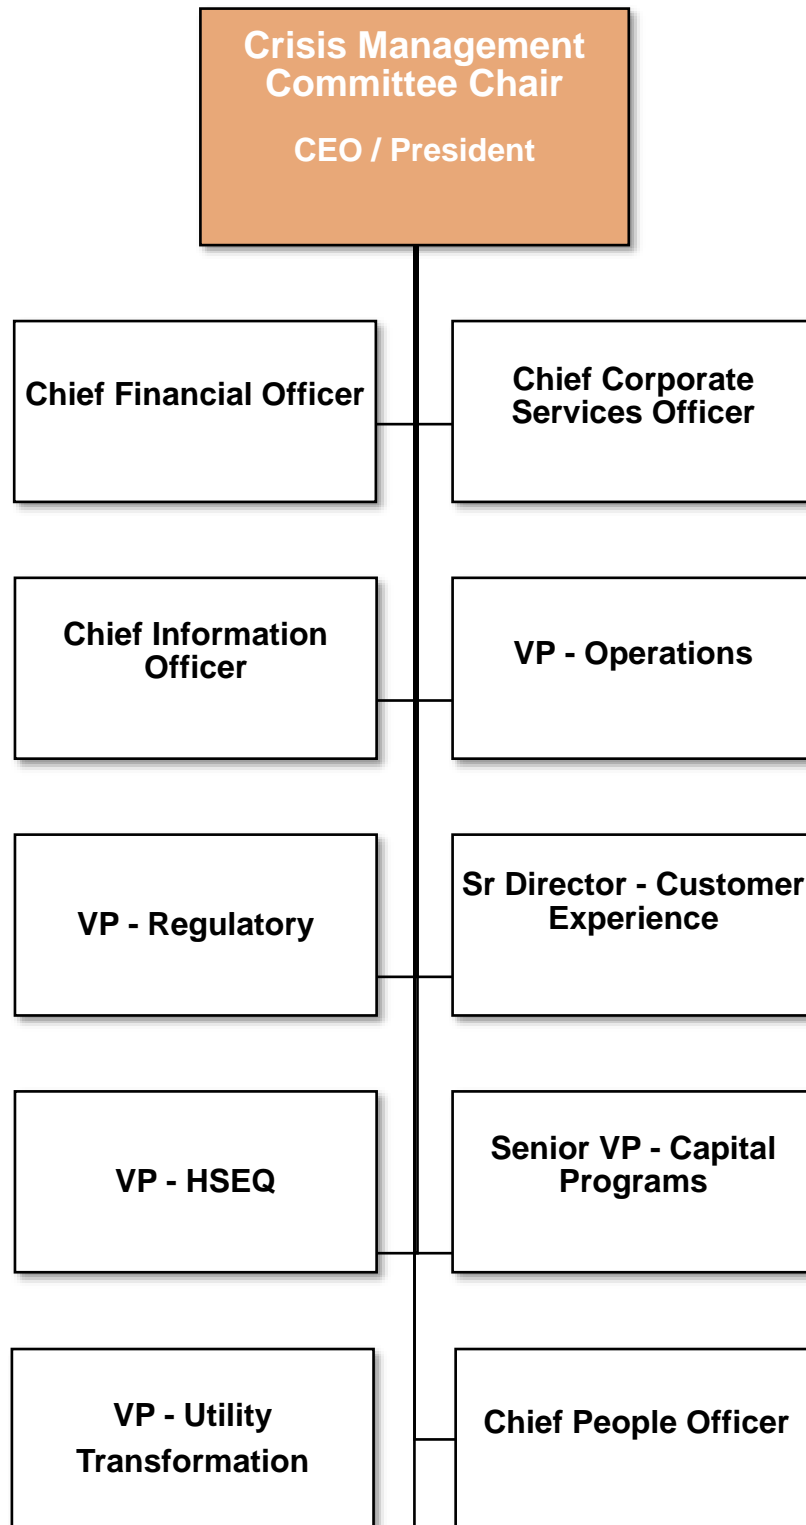 Crisis Management
Committee Chair
CEO / President
Chief Financial Officer
Chief Corporate
Services Officer
Chief Information
Officer
VP - Operations
VP - Regulatory
Sr Director - Customer
Experience
VP - HSEQ
Senior VP - Capital
Programs
VP - Utility
Transformation
Chief People Officer